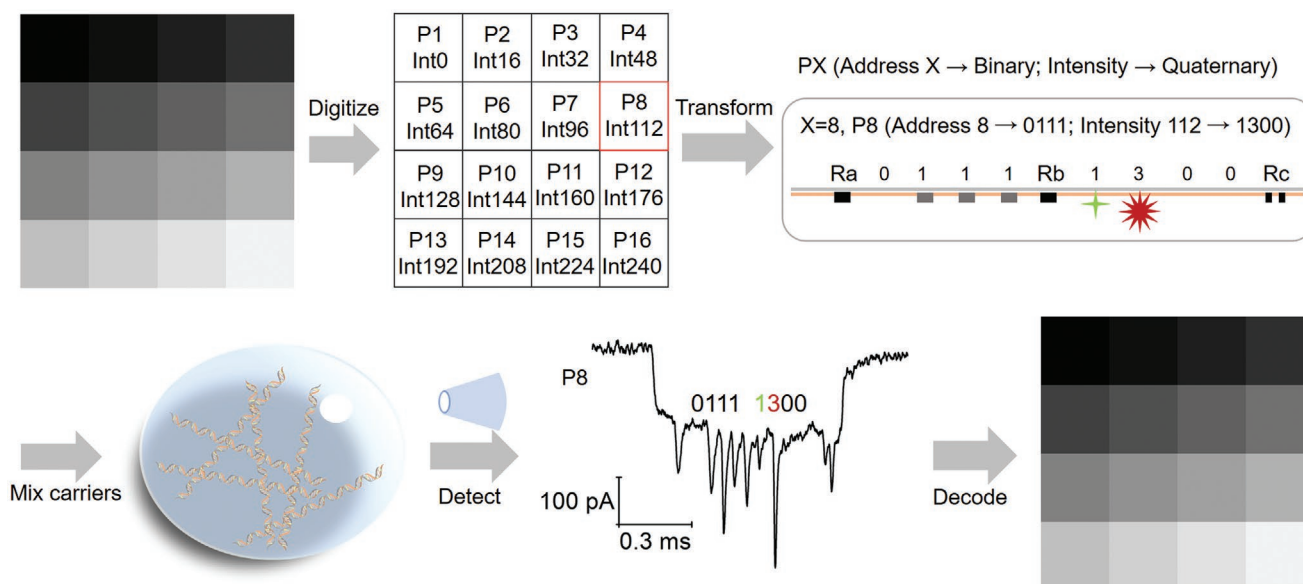 P1 P2 P3 P4
Int0 Int16 Int32 Int48
P5 P6 P7 P8
Int64 Int80 Int96 Int112
P9 P10 P11 P12
Int128 Int144 Int160 Int176
P13 P14 P15 P16
Int192 Int208 Int224 Int240
Digitize
Transform
PX (Address X → Binary; Intensity → Quaternary)
X=8, P8 (Address 8 → 0111; Intensity 112 → 1300)
Ra 0 1 1 1 Rb 1 3 0 0 Rc
Mix carriers
Detect
P8
0111 1300
100 pA
0.3 ms
Decode